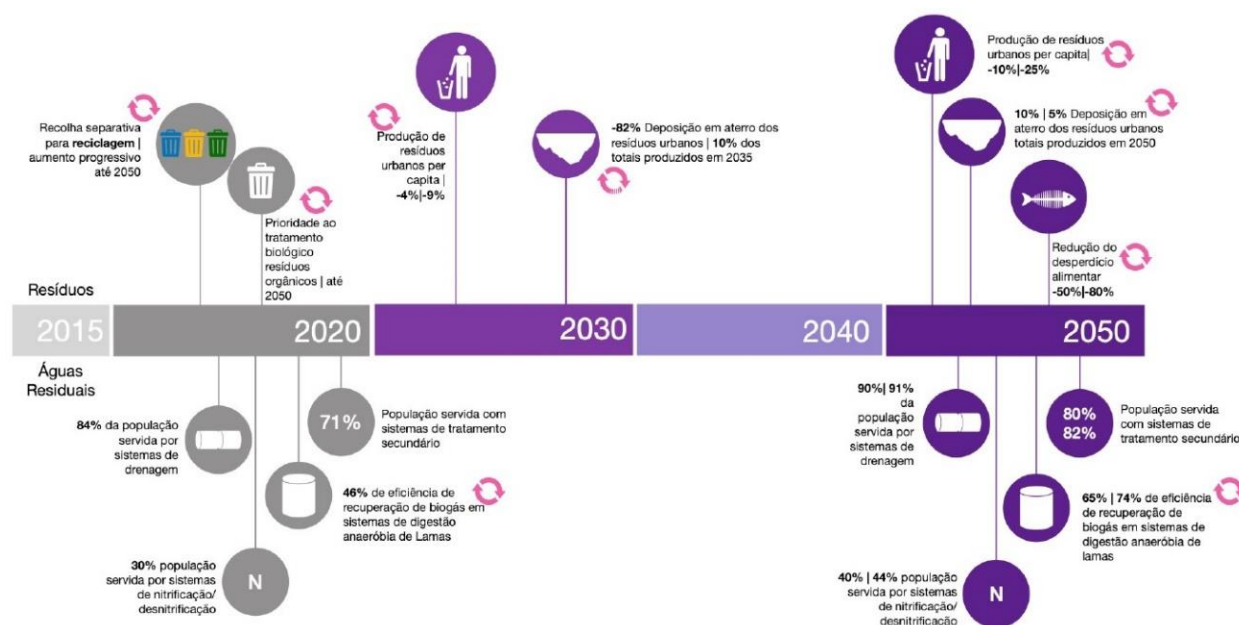 Recolha separativa
para reciclagem |
aumento progressivo
até 2050
Prioridade ao
tratamento
biológico
resíduos
orgânicos | até
2050
Produção de
resíduos
urbanos per
capita |
-4%|-9%
-82% Deposição em aterro dos
resíduos urbanos | 10% dos
totais produzidos em 2035
Produção de resíduos
urbanos per capita|
-10%|-25%
10% | 5% Deposição em
aterro dos resíduos urbanos
totais produzidos em 2050
Redução do
desperdício
alimentar
-50%|-80%
Resíduos
2015
2020
2030
2040
2050
Águas
Residuais
84% da população
servida por
sistemas de
drenagem
71%
População servida com
sistemas de tratamento
secundário
46% de eficiência de
recuperação de biogás em
sistemas de digestão
anaeróbia de Lamas
30% população
servida por sistemas
de nitrificação/
desnitrificação
N
90%| 91%
da
população
servida por
sistemas de
drenagem
80%
82%
População servida
com sistemas de
tratamento secundário
65% | 74% de eficiência
de recuperação de
biogás em sistemas de
digestão anaeróbia de
lamas
40% | 44% população
servida por sistemas
de nitrificação/
desnitrificação
N